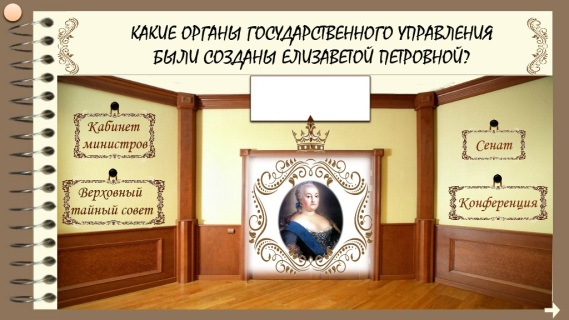 КАКИЕ ОРГАНЫ ГОСУДАРСТВЕННОГО УПРАВЛЕНИЯ
БЫЛИ СОЗДАНЫ ЕЛИЗАВЕТОЙ ПЕТРОВНОЙ?
Кабинет
министров
Верховный
тайный совет
Сенат
Конференция